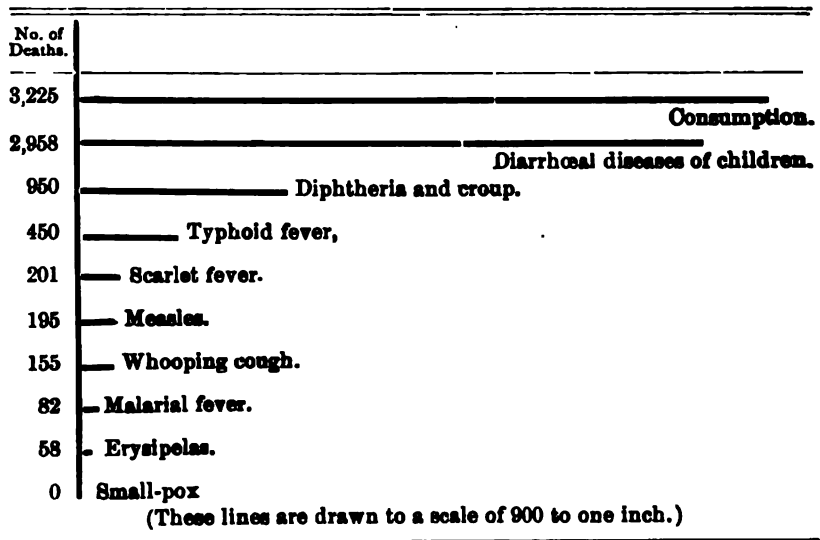 No. of
Deaths.
3,225
Consumption.
2,958
Diarrhœal diseases of children.
950 Diphtheria and croup.
450 Typhoid fever,
201 Scarlet fever.
195 Measles.
155 Whooping cough.
82 Malarial fever.
58 Erysipelas.
0 Small-pox
(These lines are drawn to a scale of 900 to one inch.)